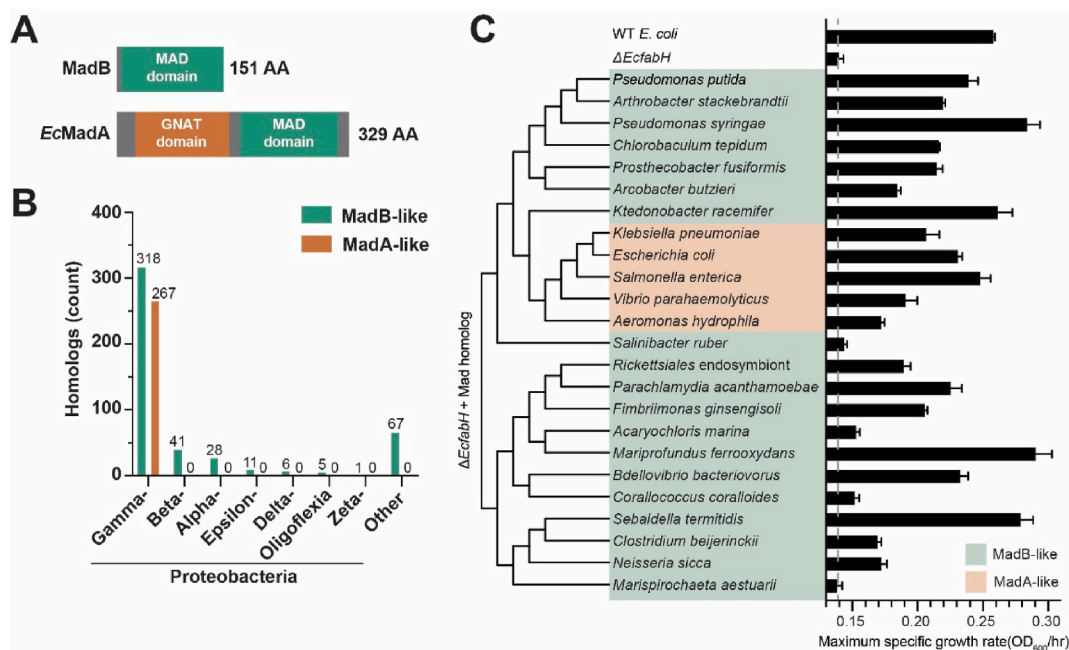 A
MadB
MAD
domain
151 AA
EcMadA
GNAT
domain
MAD
domain
329 AA
B
Homologs (count)
400
300
200
100
0
MadB-like
MadA-like
318
267
41
0
28
0
11
0
6
0
5
0
1
0
67
0
Gamma-
Beta-
Alpha-
Epsilon-
Delta-
Oligoflexia
Zeta-
Other
Proteobacteria
C
WT E. coli
ΔEcfabH
ΔEcfabH + Mad homolog
Pseudomonas putida
Arthrobacter stackebrandtii
Pseudomonas syringae
Chlorobaculum tepidum
Prosthecobacter fusiformis
Arcobacter butzleri
Ktedonobacter racemifer
Klebsiella pneumoniae
Escherichia coli
Salmonella enterica
Vibrio parahaemolyticus
Aeromonas hydrophila
Salinibacter ruber
Rickettsiales endosymbiont
Parachlamydia acanthamoebae
Fimbriimonas ginsengisoli
Acaryochloris marina
Mariprofundus ferrooxydans
Bdellovibrio bacteriovorus
Corallococcus coralloides
Sebaldella termitidis
Clostridium beijerinckii
Neisseria sicca
Marispirochaeta aestuarii
MadB-like
MadA-like
0.15
0.20
0.25
0.30
Maximum specific growth rate(OD600/hr)